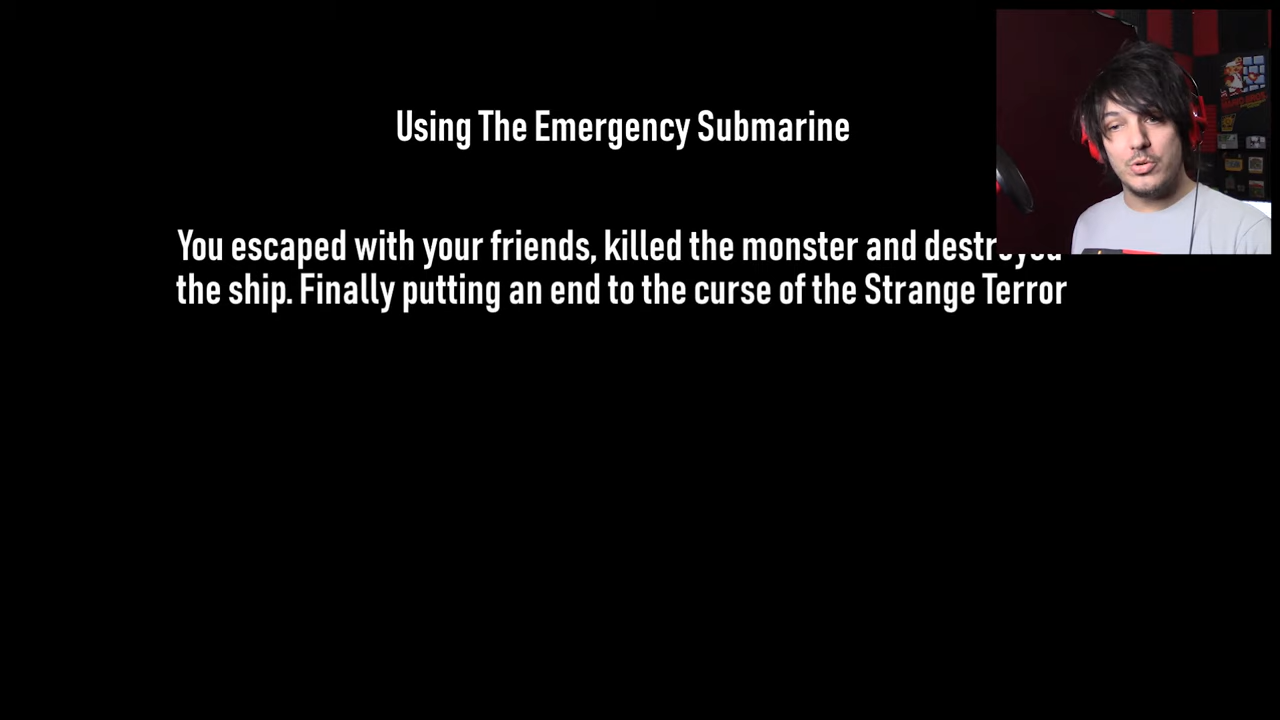 Using The Emergency Submarine
You escaped with your friends, killed the monster and destroyed
the ship. Finally putting an end to the curse of the Strange Terror